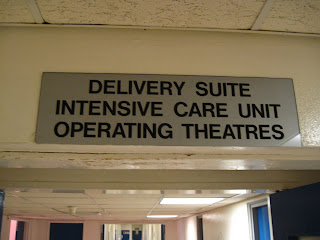 DELIVERY SUITE
INTENSIVE CARE UNIT
OPERATING THEATRES